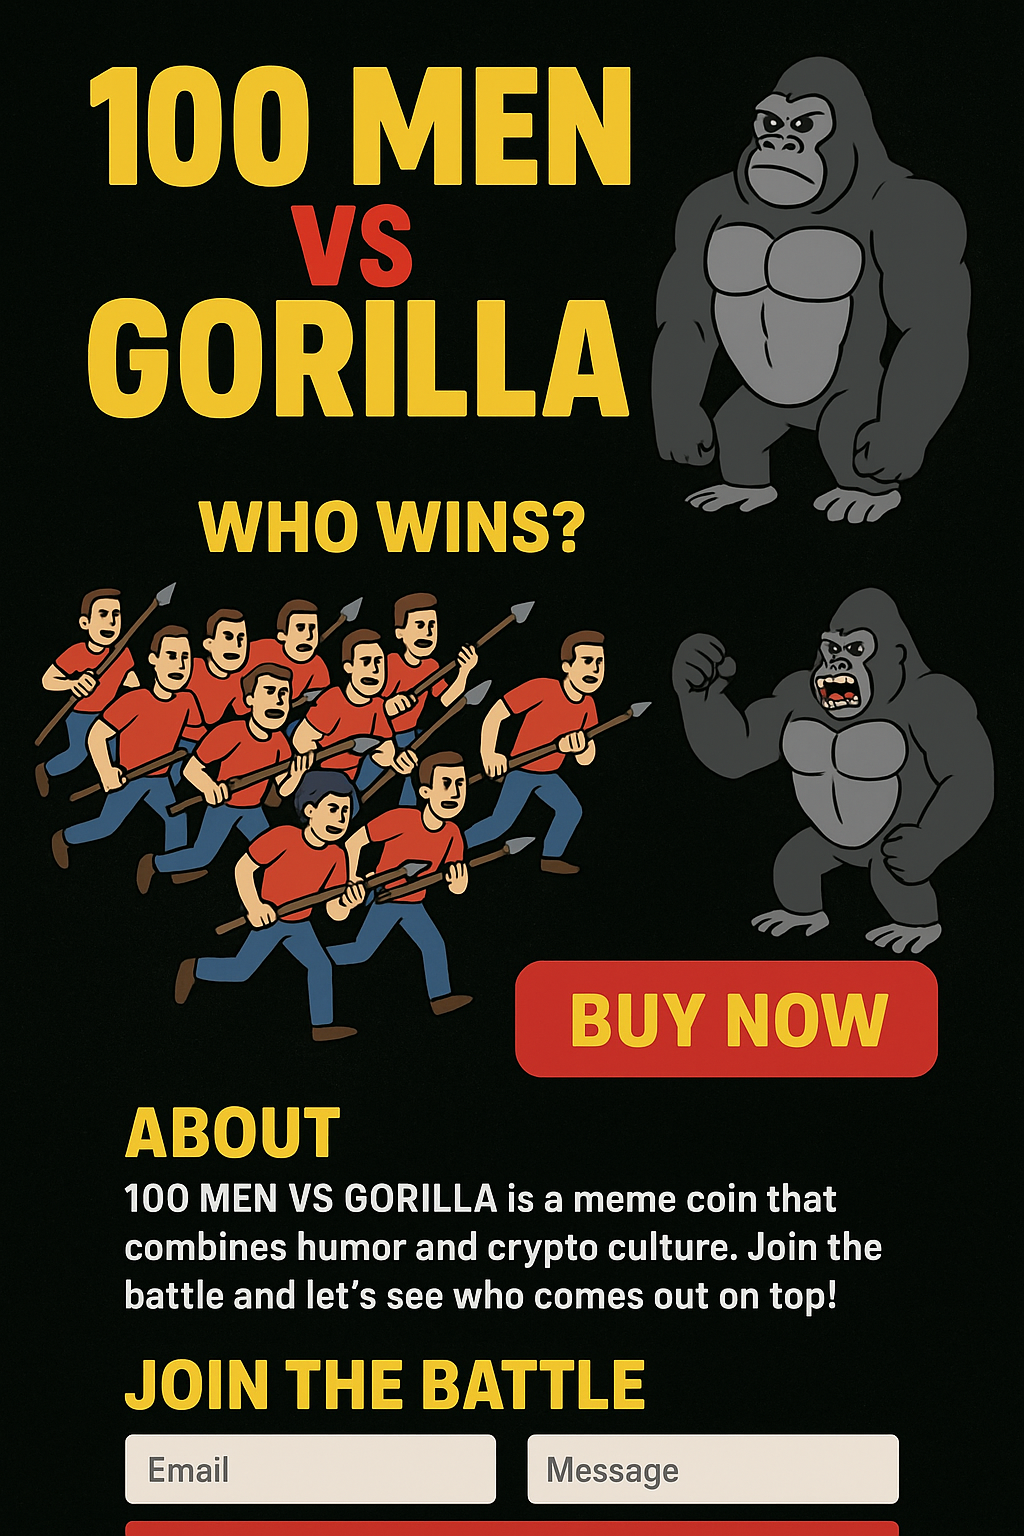 100 MEN
VS
GORILLA
WHO WINS?
BUY NOW
ABOUT
100 MEN VS GORILLA is a meme coin that
combines humor and crypto culture. Join the
battle and let’s see who comes out on top!
JOIN THE BATTLE
Email
Message